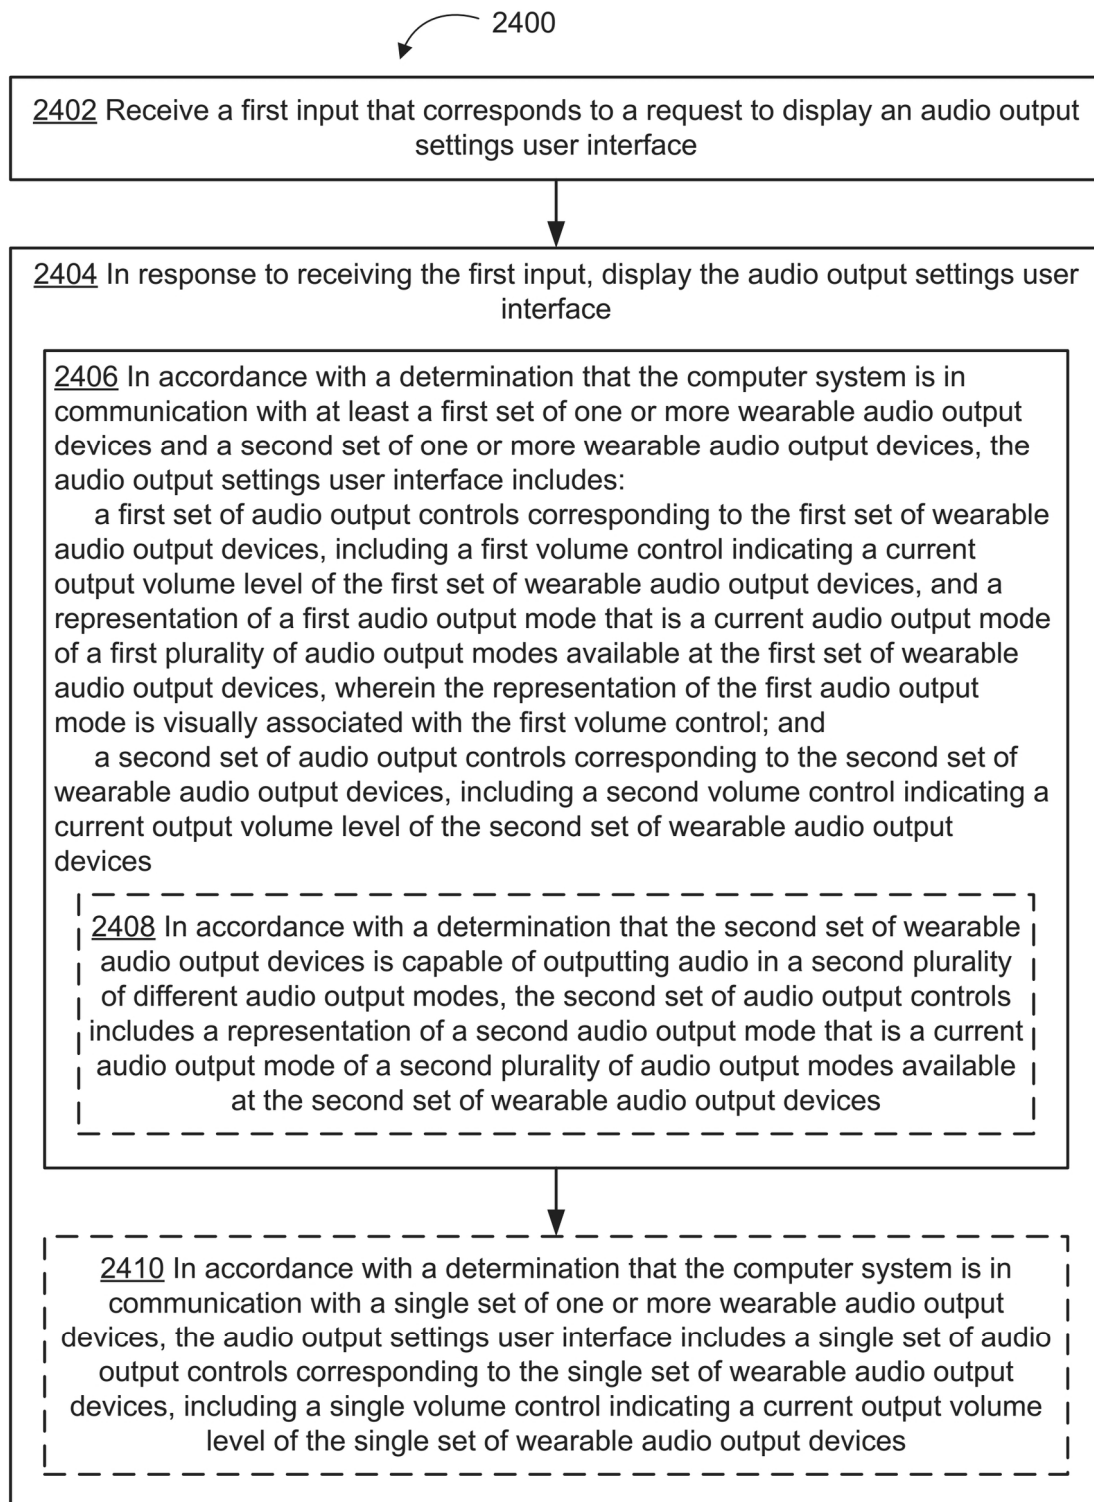 2400
2402 Receive a first input that corresponds to a request to display an audio output
settings user interface
2404 In response to receiving the first input, display the audio output settings user
interface
2406 In accordance with a determination that the computer system is in
communication with at least a first set of one or more wearable audio output
devices and a second set of one or more wearable audio output devices, the
audio output settings user interface includes:
a first set of audio output controls corresponding to the first set of wearable
audio output devices, including a first volume control indicating a current
output volume level of the first set of wearable audio output devices, and a
representation of a first audio output mode that is a current audio output mode
of a first plurality of audio output modes available at the first set of wearable
audio output devices, wherein the representation of the first audio output
mode is visually associated with the first volume control; and
a second set of audio output controls corresponding to the second set of
wearable audio output devices, including a second volume control indicating a
current output volume level of the second set of wearable audio output
devices
2408 In accordance with a determination that the second set of wearable
audio output devices is capable of outputting audio in a second plurality
of different audio output modes, the second set of audio output controls
includes a representation of a second audio output mode that is a current
audio output mode of a second plurality of audio output modes available
at the second set of wearable audio output devices
2410 In accordance with a determination that the computer system is in
communication with a single set of one or more wearable audio output
devices, the audio output settings user interface includes a single set of audio
output controls corresponding to the single set of wearable audio output
devices, including a single volume control indicating a current output volume
level of the single set of wearable audio output devices